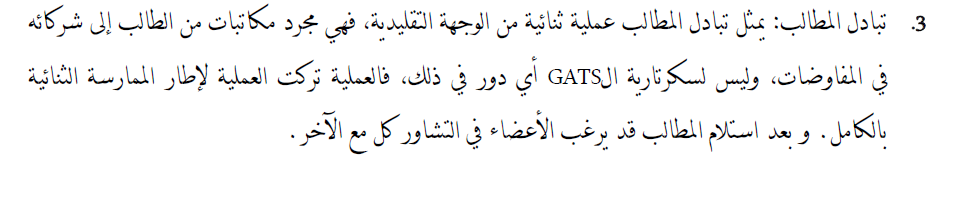 3. تبادل المطالب: يمثل تبادل المطالب عملية ثنائية من الوجهة التقليدية، فهي مجرد مكاتبات من الطالب إلى شركائه
في المفاوضات، وليس لسكرتارية الGATS أي دور في ذلك، فالعملية تركت العملية لإطار الممارسة الثنائية
بالكامل. و بعد استلام المطالب قد يرغب الأعضاء في التشاور كل مع الآخر.